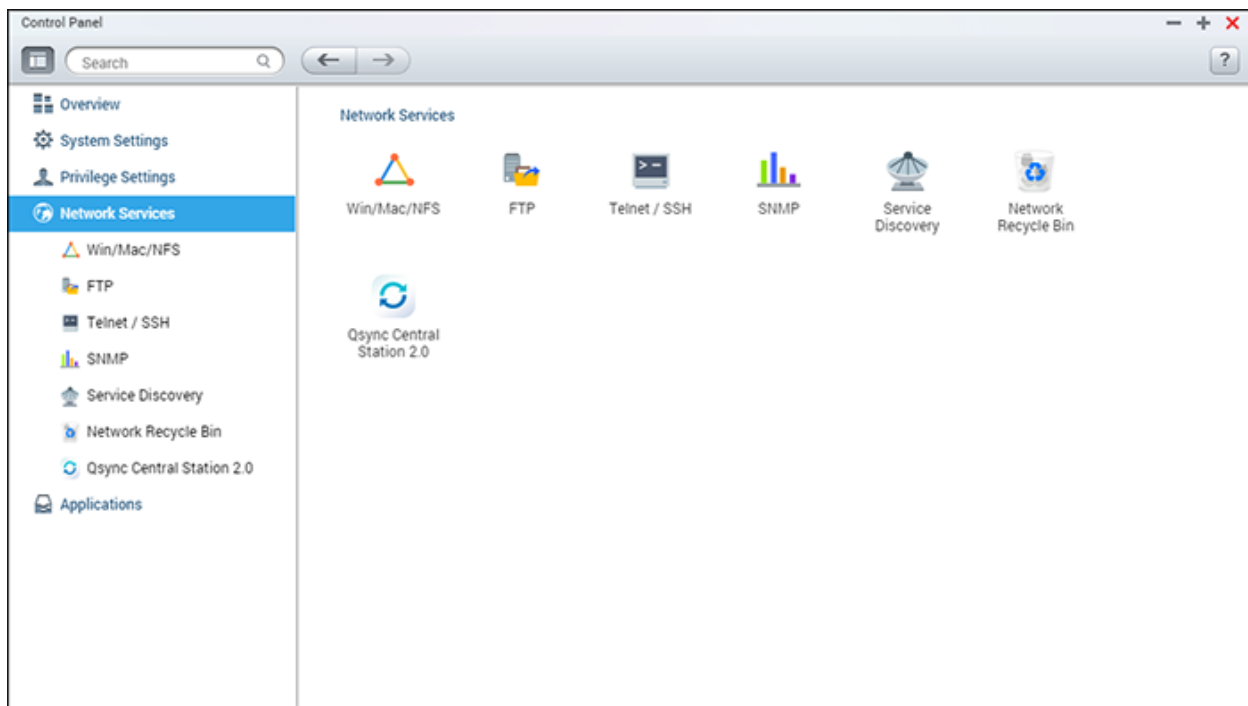 Control Panel
Search
?
Overview
System Settings
Privilege Settings
Network Services
Win/Mac/NFS
FTP
Telnet / SSH
SNMP
Service Discovery
Network Recycle Bin
Qsync Central Station 2.0
Applications
Network Services
Win/Mac/NFS
FTP
Telnet / SSH
SNMP
Service
Discovery
Network
Recycle Bin
Qsync Central
Station 2.0